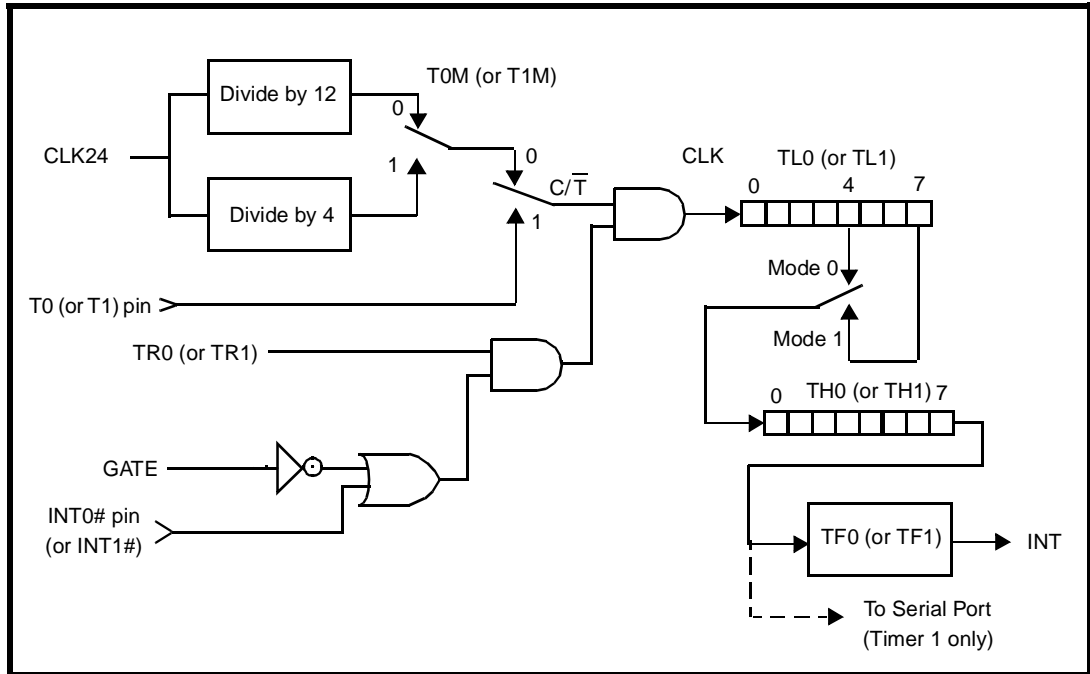 T0M (or T1M)
Divide by 12
0
CLK24
1
0
CLK
TL0 (or TL1)
C/T̅
0 4 7
Divide by 4
1
Mode 0
T0 (or T1) pin
Mode 1
TR0 (or TR1)
TH0 (or TH1)
0 7
GATE
INT0# pin
(or INT1#)
TF0 (or TF1)
INT
To Serial Port
(Timer 1 only)